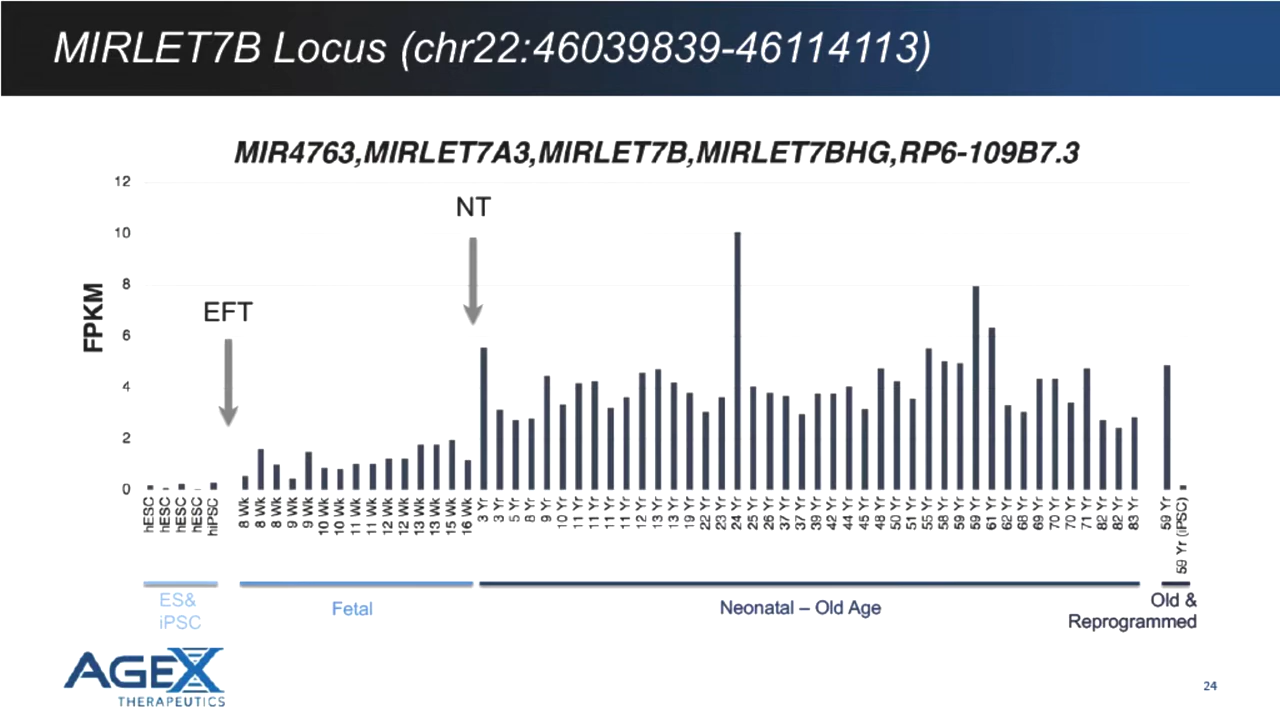 MIRLET7B Locus (chr22:46039839-46114113)
MIR4763,MIRLET7A3,MIRLET7B,MIRLET7BHG,RP6-109B7.3
12
10
8
6
4
2
0
FPKM
EFT
NT
hESC
hESC
hESC
hESC
hiPSC
8 Wk
8 Wk
8 Wk
9 Wk
9 Wk
10 Wk
10 Wk
11 Wk
11 Wk
12 Wk
12 Wk
13 Wk
13 Wk
15 Wk
16 Wk
3 Yr
3 Yr
5 Yr
8 Yr
9 Yr
10 Yr
11 Yr
11 Yr
11 Yr
11 Yr
12 Yr
13 Yr
13 Yr
19 Yr
22 Yr
23 Yr
24 Yr
25 Yr
26 Yr
37 Yr
37 Yr
39 Yr
42 Yr
44 Yr
45 Yr
48 Yr
50 Yr
51 Yr
55 Yr
58 Yr
59 Yr
59 Yr
61 Yr
62 Yr
68 Yr
69 Yr
70 Yr
70 Yr
71 Yr
82 Yr
82 Yr
83 Yr
59 Yr
59 Yr (iPSC)
ES&
iPSC
Fetal
Neonatal – Old Age
Old &
Reprogrammed
AGEX
THERAPEUTICS
24